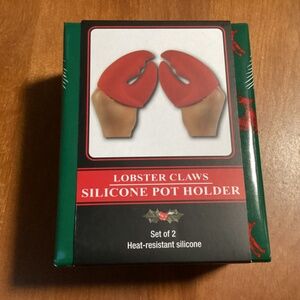 LOBSTER CLAWS
SILICONE POT HOLDER
Set of 2
Heat-resistant silicone